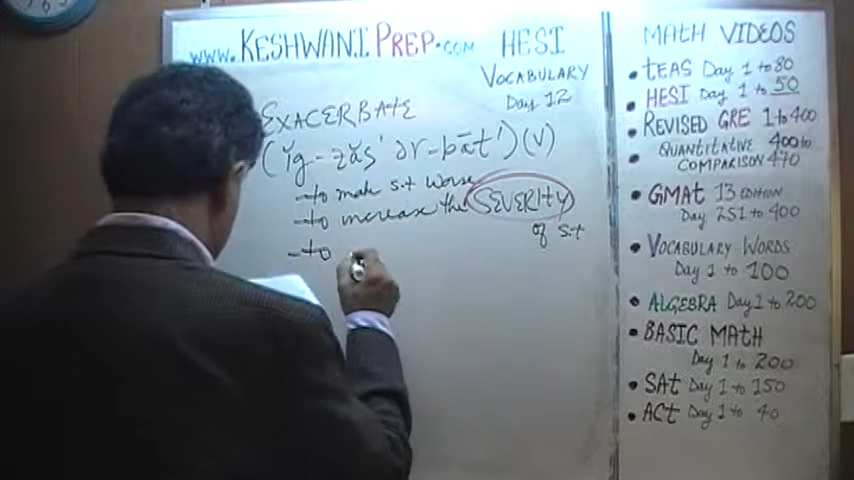 www.KESHWANIPREP.com
HESI
VOCABULARY
Day 12
EXACERBATE
(ĭg-zăs′ər-bāt′)(V)
-to make s.t worse
-to increase the SEVERITY
of s.t
-to
MATH VIDEOS
• TEAS Day 1 to 80
• HESI Day 1 to 50
• REVISED GRE 1 to 400
• QUANTITATIVE 400 to
COMPARISON 470
• GMAT 13 EDITION
Day 251 to 400
• VOCABULARY WORDS
Day 1 to 100
• ALGEBRA Day 1 to 200
• BASIC MATH
Day 1 to 200
• SAt Day 1 to 150
• ACt Day 1 to 40